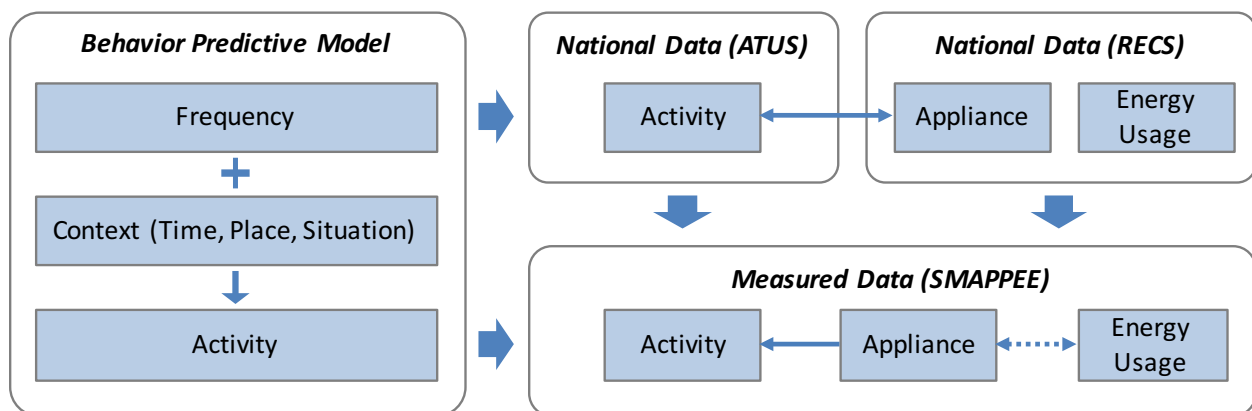 Behavior Predictive Model
Frequency
Context (Time, Place, Situation)
Activity
National Data (ATUS)
Activity
National Data (RECS)
Appliance
Energy
Usage
Measured Data (SMAPPEE)
Activity
Appliance
Energy
Usage